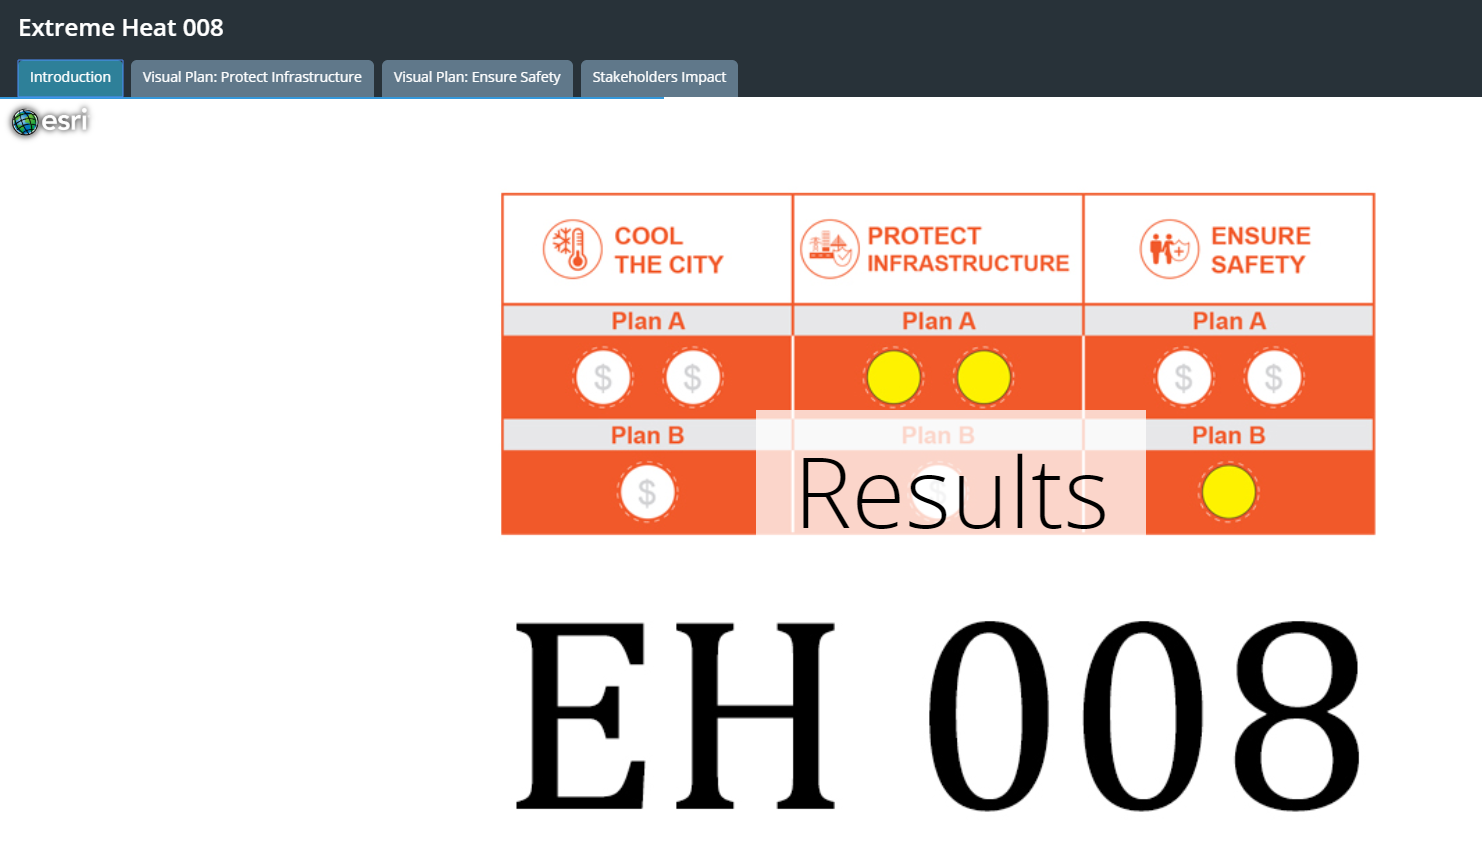 Extreme Heat 008
Introduction
Visual Plan: Protect Infrastructure
Visual Plan: Ensure Safety
Stakeholders Impact
esri
COOL
THE CITY
PROTECT
INFRASTRUCTURE
ENSURE
SAFETY
Plan A
Plan A
Plan A
$ $
$ $
Plan B
Plan B
Plan B
$
$
Results
EH 008